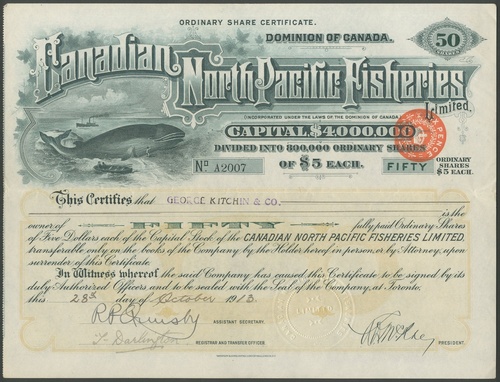 ORDINARY SHARE CERTIFICATE.
DOMINION OF CANADA.
50
Canadian
North Pacific Fisheries
Limited.
(INCORPORATED UNDER THE LAWS OF THE DOMINION OF CANADA)
CAPITAL, $4,000,000
DIVIDED INTO 800,000 ORDINARY SHARES
No A2007
OF $5 EACH.
FIFTY
ORDINARY
SHARES
$5 EACH.
SIX PENCE
This Certifies that GEORGE KITCHIN & CO.
is the
owner of FIFTY fully paid Ordinary Shares
of Five Dollars each of the Capital Stock of the CANADIAN NORTH PACIFIC FISHERIES LIMITED,
transferable only on the books of the Company by the Holder hereof in person, or by Attorney, upon
surrender of this Certificate.
In Witness whereof the said Company has caused this Certificate to be signed by its
duly Authorized Officers and to be sealed with the Seal of the Company, at Toronto.
this 28th day of October 1913.
ASSISTANT SECRETARY.
REGISTRAR AND TRANSFER OFFICER.
PRESIDENT.